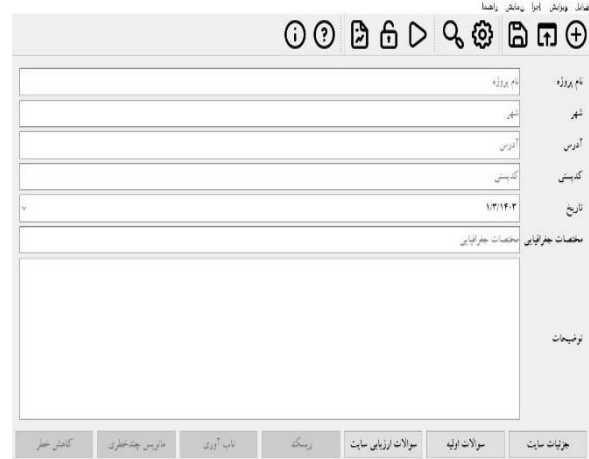 فایل ویرایش اجرا نمایش راهنما
نام پروژه نام پروژه
شهر شهر
آدرس آدرس
کدپستی کدپستی
تاریخ ۱/۳/۱۴۰۳
مختصات جغرافیایی مختصات جغرافیایی
توضیحات
جزئیات سایت سوالات اولیه سوالات ارزیابی سایت ریسک تاب آوری ماتریس چندخطری کاهش خطر